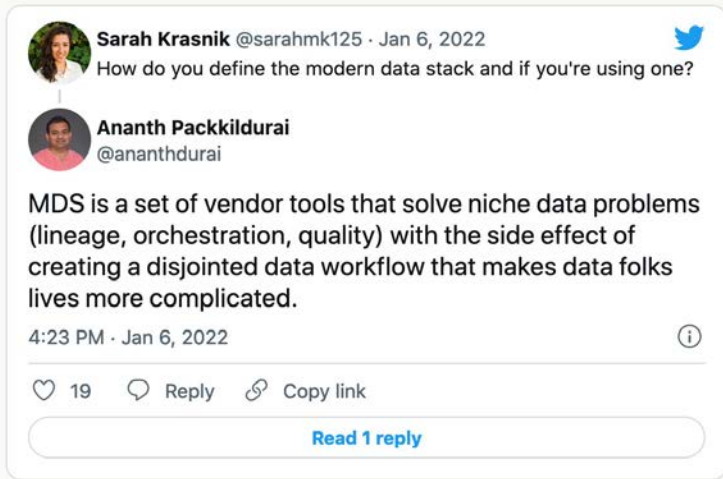 Sarah Krasnik @sarahmk125 · Jan 6, 2022
How do you define the modern data stack and if you're using one?
Ananth Packkildurai
@ananthdurai
MDS is a set of vendor tools that solve niche data problems
(lineage, orchestration, quality) with the side effect of
creating a disjointed data workflow that makes data folks
lives more complicated.
4:23 PM · Jan 6, 2022
19 Reply Copy link
Read 1 reply